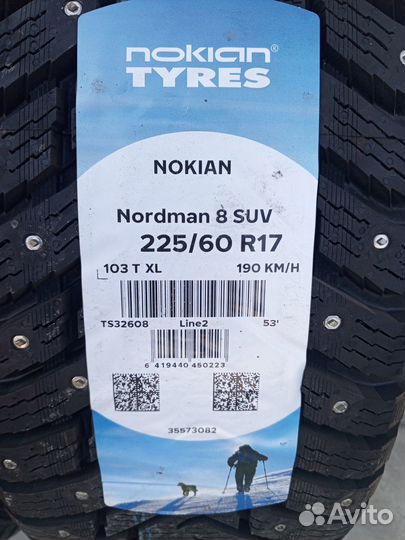 nokian®
TYRES
NOKIAN
Nordman 8 SUV
225/60 R17
103 T XL 190 KM/H
TS32608 Line2 53'
6 419440 450223
35573082
Avito